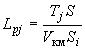 L_{pj} = \frac{T_j S}{V_{км} S_i}